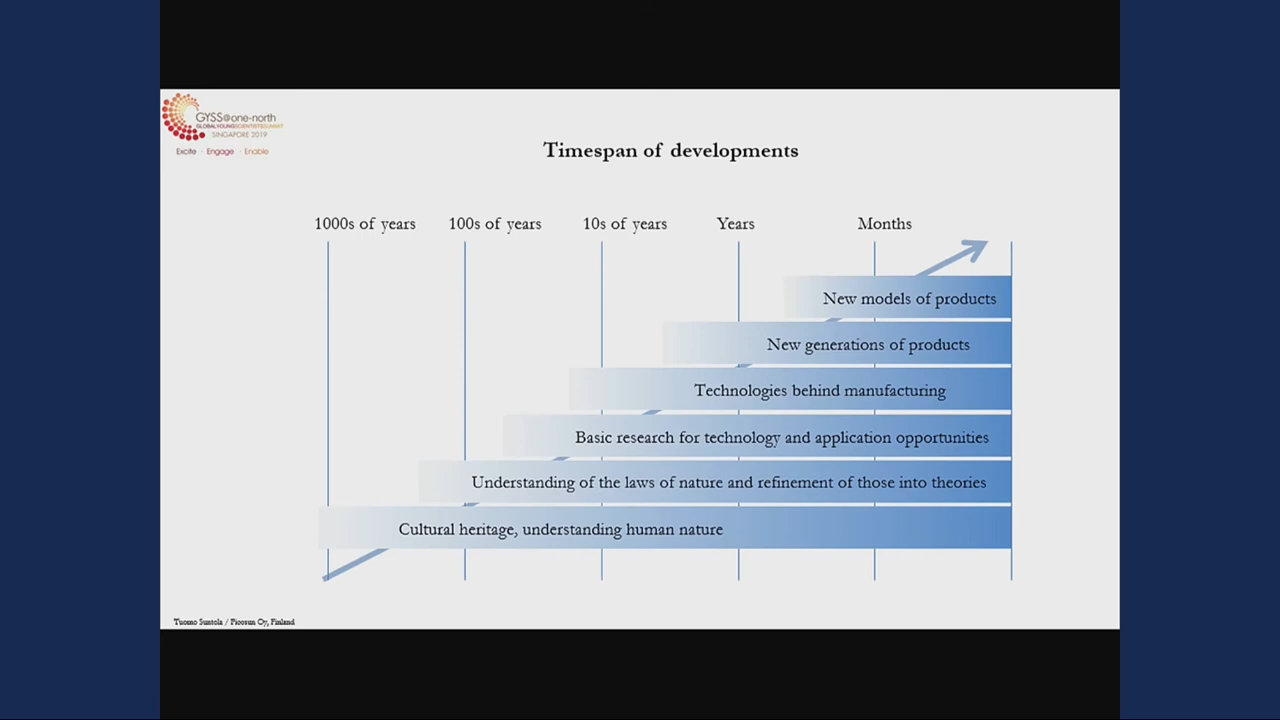 GYSS@one-north
GLOBALYOUNGSCIENTISTSSUMMIT
SINGAPORE 2019
Excite · Engage · Enable
Timespan of developments
1000s of years 100s of years 10s of years Years Months
New models of products
New generations of products
Technologies behind manufacturing
Basic research for technology and application opportunities
Understanding of the laws of nature and refinement of those into theories
Cultural heritage, understanding human nature
Tuomo Suntola / Picosun Oy, Finland